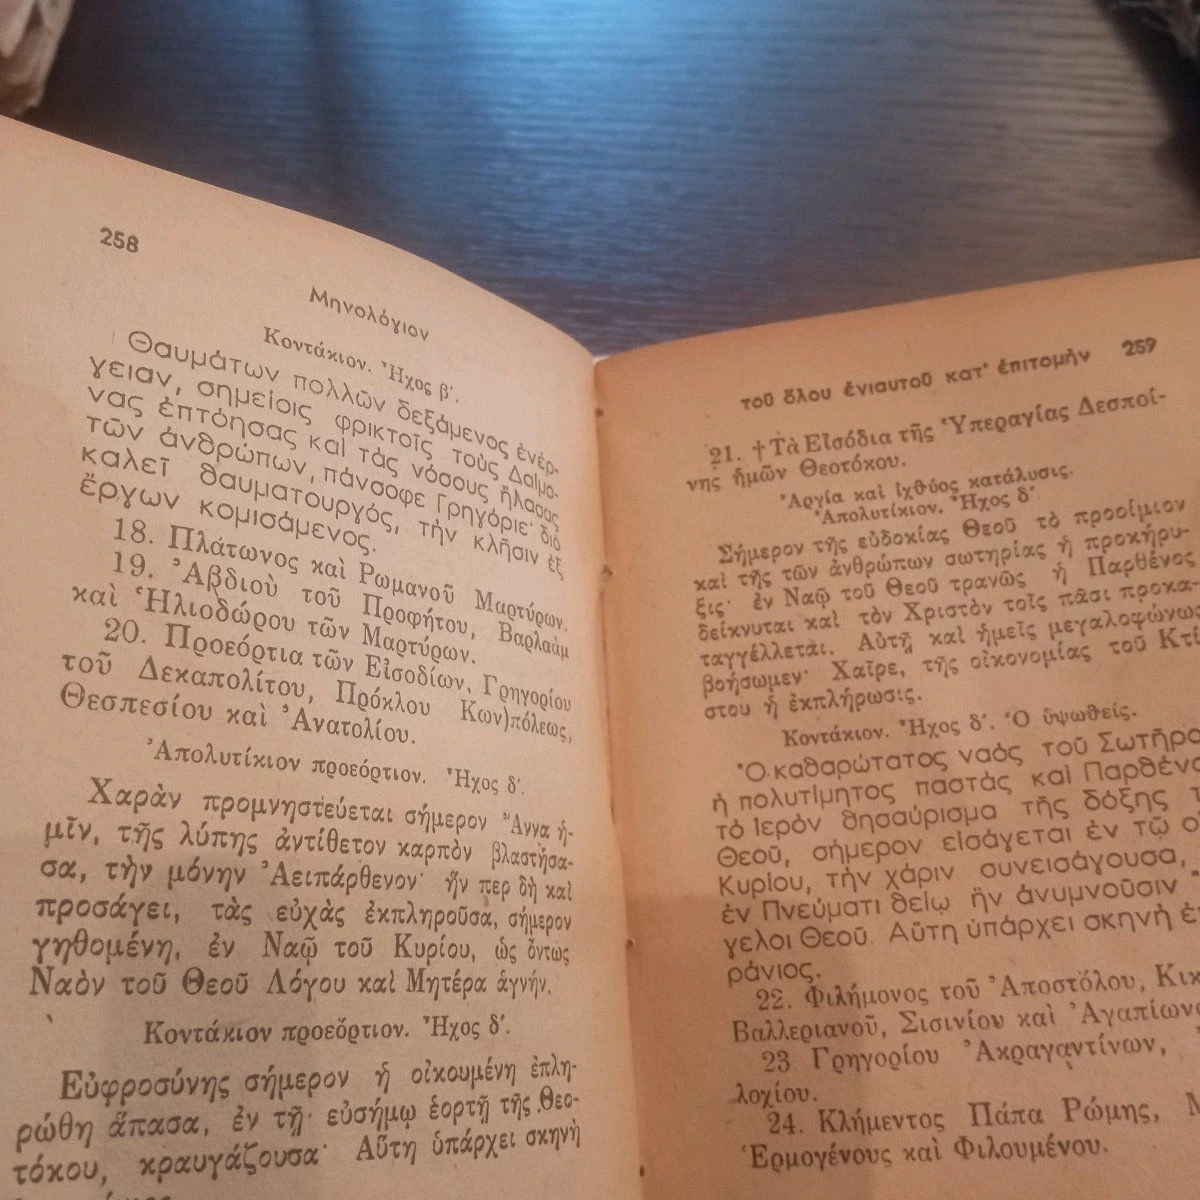 258
Μηνολόγιον
Κοντάκιον. Ἦχος β΄.
Θαυμάτων πολλῶν δεξάμενος ἐνέρ-
γειαν, σημείοις φρικτοῖς τοὺς Δαίμο-
νας ἐπτόησας καὶ τὰς νόσους ἤλασας
τῶν ἀνθρώπων, πάνσοφε Γρηγόριε· διὸ
καλεῖ θαυματουργός, τὴν κλῆσιν ἐξ
ἔργων κομισάμενος.
18. Πλάτωνος καὶ Ρωμανοῦ Μαρτύρων.
19. Ἀβδιοὺ τοῦ Προφήτου, Βαρλαὰμ
καὶ Ἡλιοδώρου τῶν Μαρτύρων.
20. Προεόρτια τῶν Εἰσοδίων, Γρηγορίου
τοῦ Δεκαπολίτου, Πρόκλου Κων)πόλεως,
Θεσπεσίου καὶ Ἀνατολίου.
Ἀπολυτίκιον προεόρτιον. Ἦχος δ΄.
Χαρὰν προμνηστεύεται σήμερον Ἄννα ἡ-
μῖν, τῆς λύπης ἀντίθετον καρπὸν βλαστήσα-
σα, τὴν μόνην Ἀειπάρθενον· ἥν περ δὴ καὶ
προσάγει, τὰς εὐχὰς ἐκπληροῦσα, σήμερον
γηθομένη, ἐν Ναῷ τοῦ Κυρίου, ὡς ὄντως
Ναὸν τοῦ Θεοῦ Λόγου καὶ Μητέρα ἁγνήν.
Κοντάκιον προεόρτιον. Ἦχος δ΄.
Εὐφροσύνης σήμερον ἡ οἰκουμένη ἐπλη-
ρώθη ἅπασα, ἐν τῇ εὐσήμῳ ἑορτῇ τῆς Θεο-
τόκου, κραυγάζουσα· Αὕτη ὑπάρχει σκηνὴ
τοῦ ὅλου ἐνιαυτοῦ κατ' ἐπιτομὴν 259
21. † Τὰ Εἰσόδια τῆς Ὑπεραγίας Δεσποί-
νης ἡμῶν Θεοτόκου.
Ἀργία καὶ ἰχθύος κατάλυσις.
Ἀπολυτίκιον. Ἦχος δ΄.
Σήμερον τῆς εὐδοκίας Θεοῦ τὸ προοίμιον
καὶ τῆς τῶν ἀνθρώπων σωτηρίας ἡ προκήρυ-
ξις· ἐν Ναῷ τοῦ Θεοῦ τρανῶς ἡ Παρθένος
δείκνυται καὶ τὸν Χριστὸν τοῖς πᾶσι προκα-
ταγγέλλεται. Αὐτῇ καὶ ἡμεῖς μεγαλοφώνως
βοήσωμεν· Χαῖρε, τῆς οἰκονομίας τοῦ Κτί
στου ἡ ἐκπλήρωσις.
Κοντάκιον. Ἦχος δ΄. Ὁ ὑψωθείς.
Ὁ καθαρώτατος ναὸς τοῦ Σωτῆρο
ἡ πολυτίμητος παστὰς καὶ Παρθένο
τὸ Ἱερὸν θησαύρισμα τῆς δόξης τ
Θεοῦ, σήμερον εἰσάγεται ἐν τῷ οἴ
Κυρίου, τὴν χάριν συνεισάγουσα,
ἐν Πνεύματι θείῳ ἣν ἀνυμνοῦσιν
γελοι Θεοῦ. Αὕτη ὑπάρχει σκηνὴ ἐ
ράνιος.
22. Φιλήμονος τοῦ Ἀποστόλου, Κικ
Βαλλεριανοῦ, Σισινίου καὶ Ἀγαπίωνο
23 Γρηγορίου Ἀκραγαντίνων,
λοχίου.
24. Κλήμεντος Πάπα Ρώμης, Μ
Ἑρμογένους καὶ Φιλουμένου.